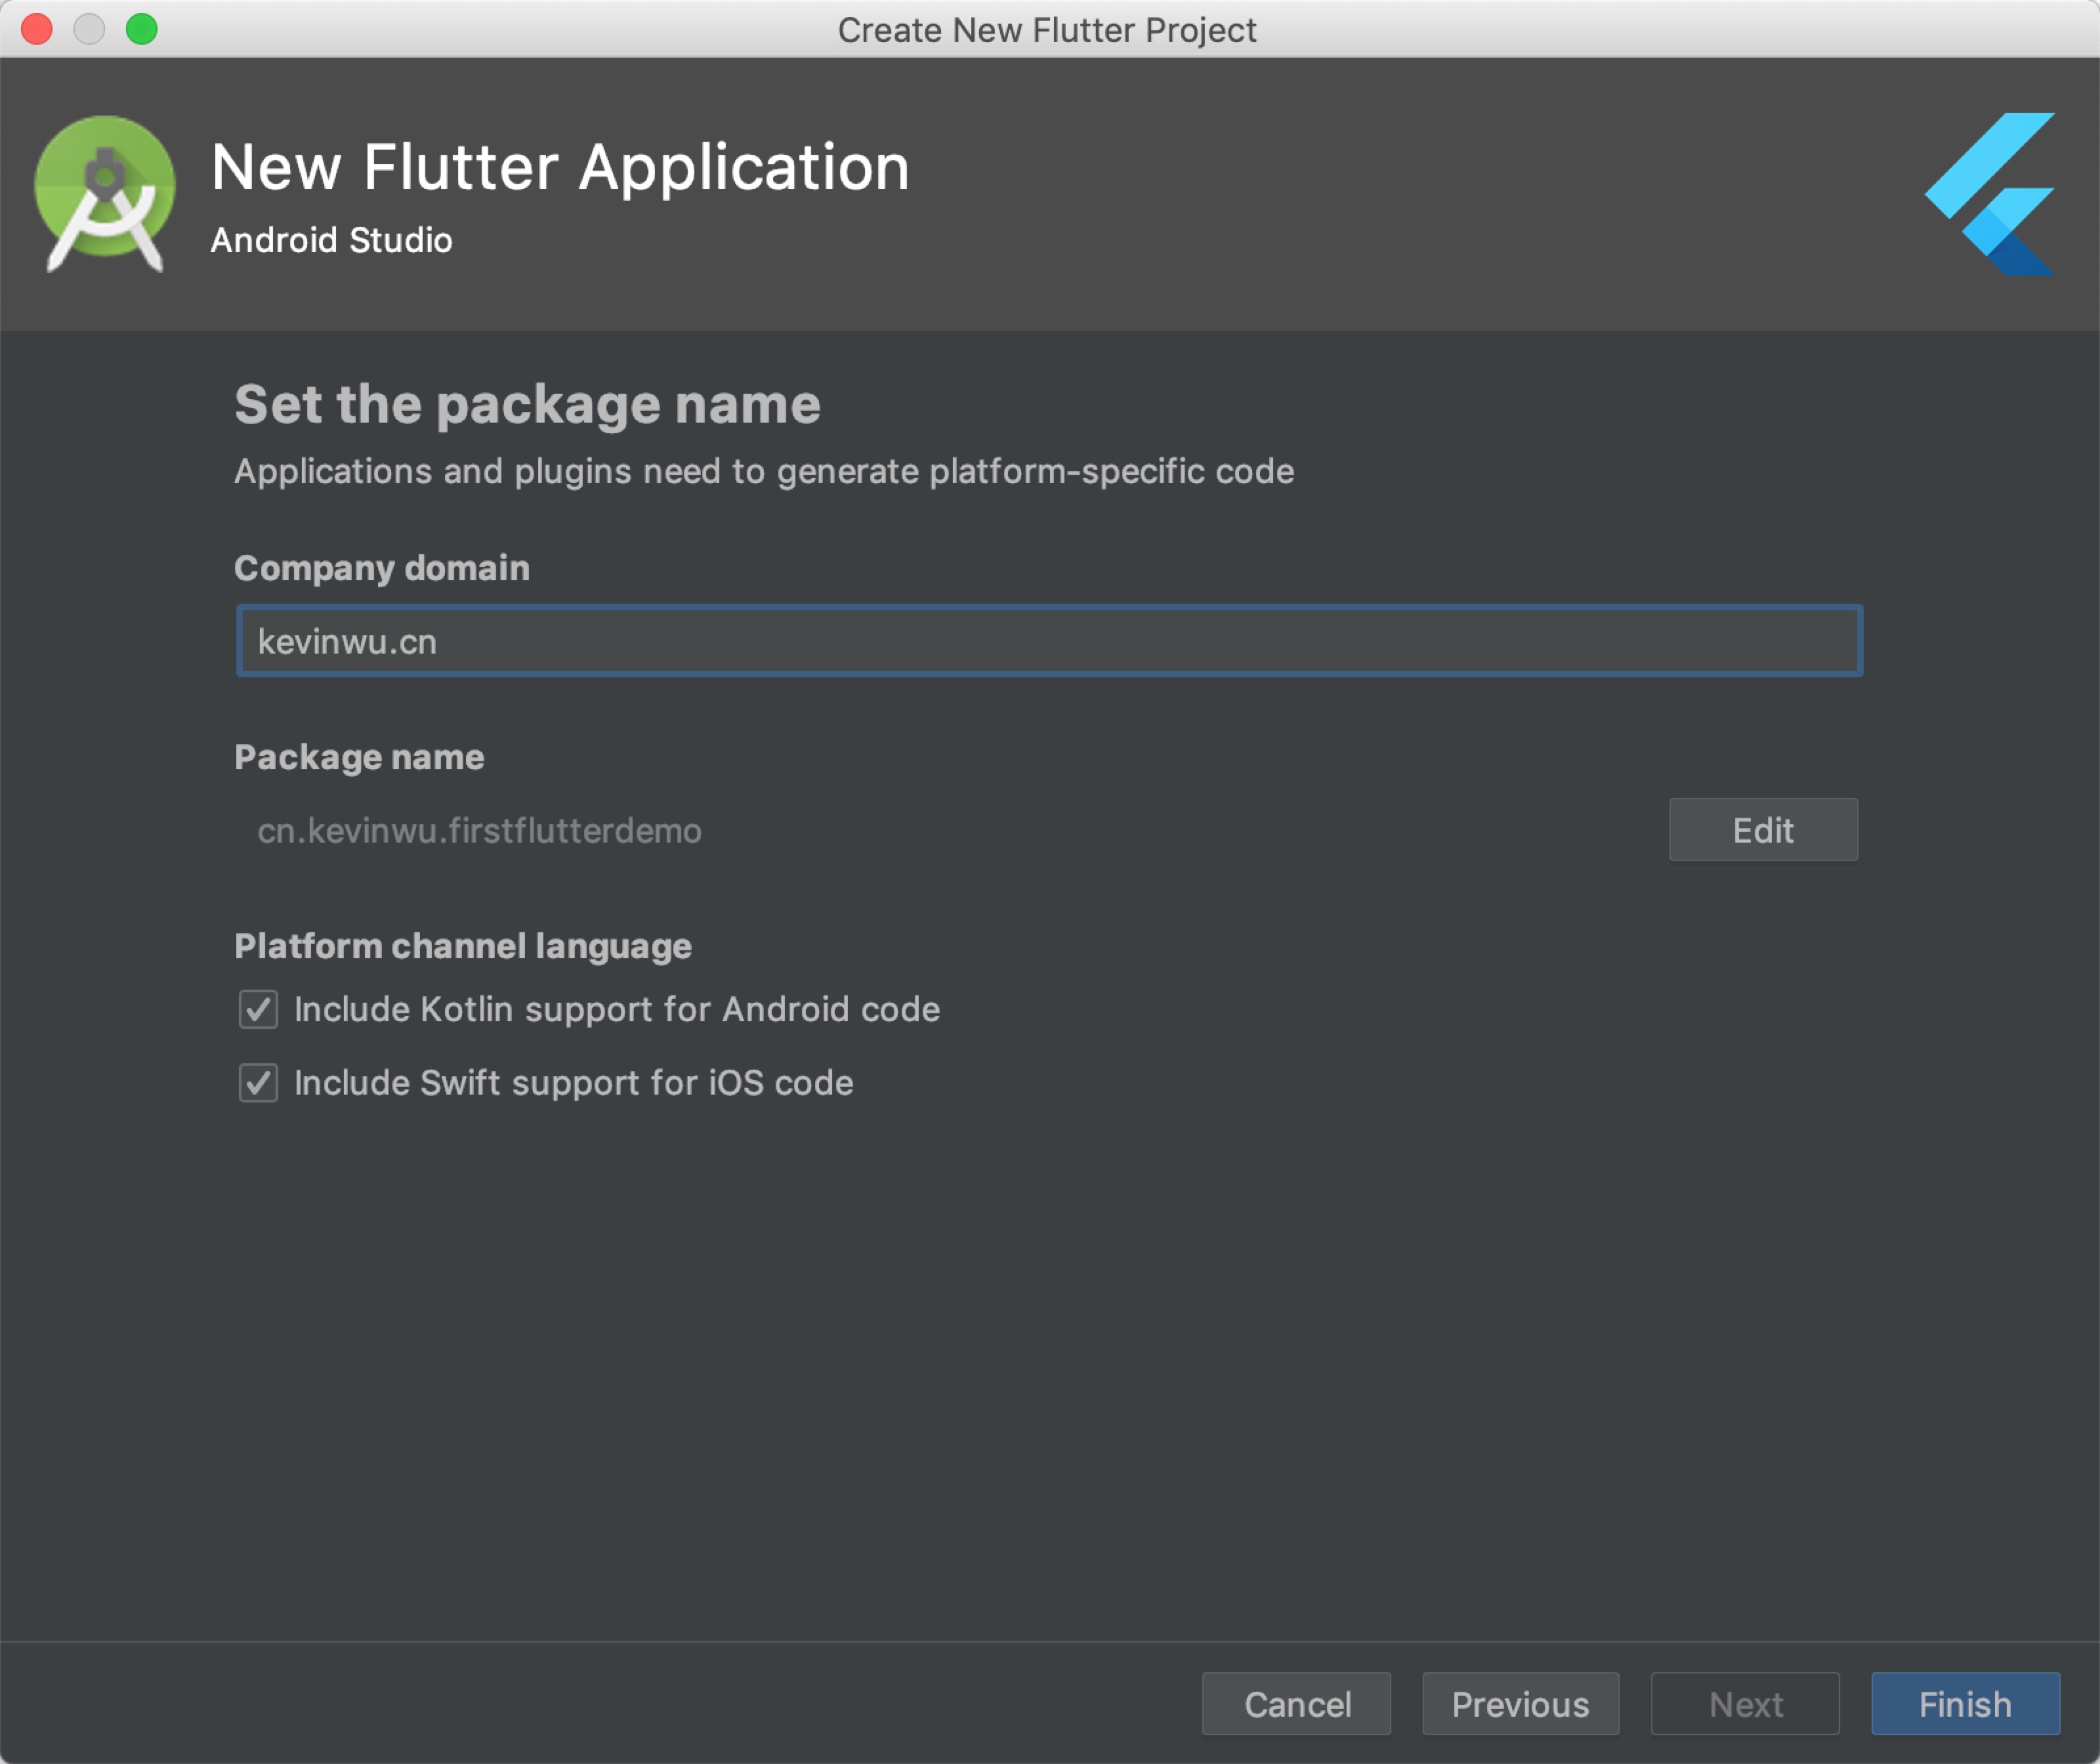 Create New Flutter Project
New Flutter Application
Android Studio
Set the package name
Applications and plugins need to generate platform-specific code
Company domain
kevinwu.cn
Package name
cn.kevinwu.firstflutterdemo
Edit
Platform channel language
Include Kotlin support for Android code
Include Swift support for iOS code
Cancel
Previous
Next
Finish